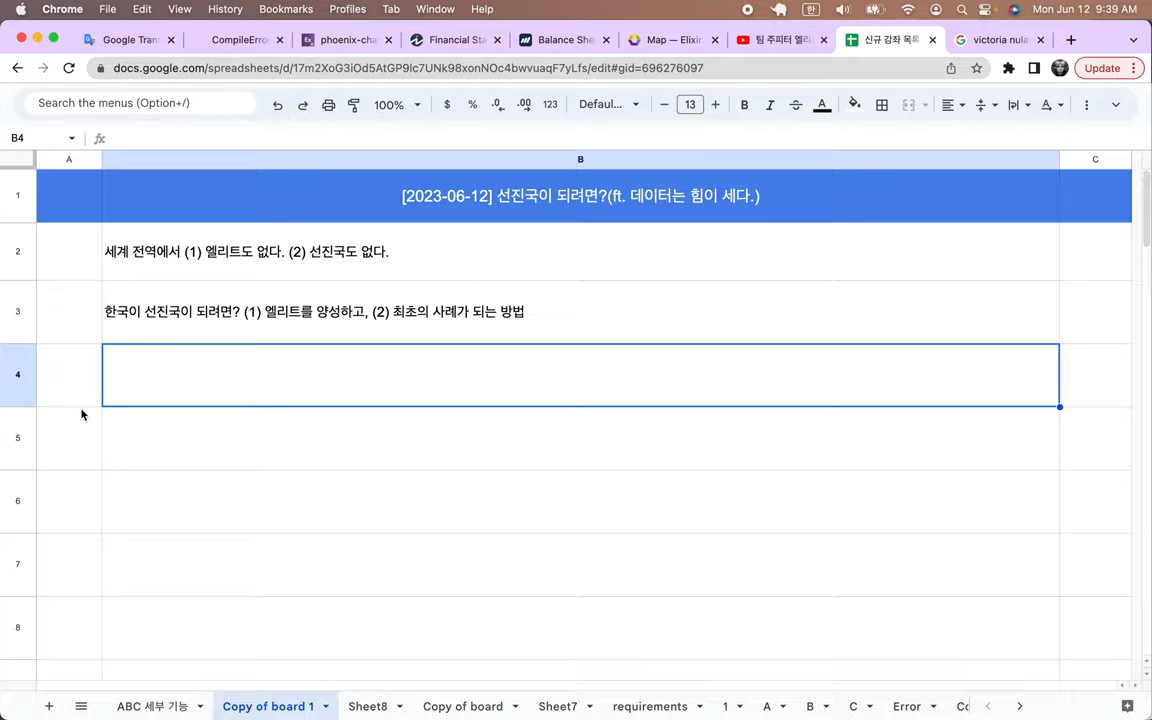 Chrome File Edit View History Bookmarks Profiles Tab Window Help 한 Mon Jun 12 9:39 AM
Google Tran CompileErro phoenix-cha Financial Sta Balance She Map — Elixir 팀 주피터 엘리 신규 강좌 목록 victoria nula
docs.google.com/spreadsheets/d/17m2XoG3iOd5AtGP9lc7UNk98xonNOc4bwvuaqF7yLfs/edit#gid=696276097 Update
Search the menus (Option+/) 100% $ % .0 .00 123 Defaul... 13 B I S A
B4 fx
A B C
1 [2023-06-12] 선진국이 되려면?(ft. 데이터는 힘이 세다.)
2 세계 전역에서 (1) 엘리트도 없다. (2) 선진국도 없다.
3 한국이 선진국이 되려면? (1) 엘리트를 양성하고, (2) 최초의 사례가 되는 방법
4
5
6
7
8
ABC 세부 기능 Copy of board 1 Sheet8 Copy of board Sheet7 requirements 1 A B C Error Co